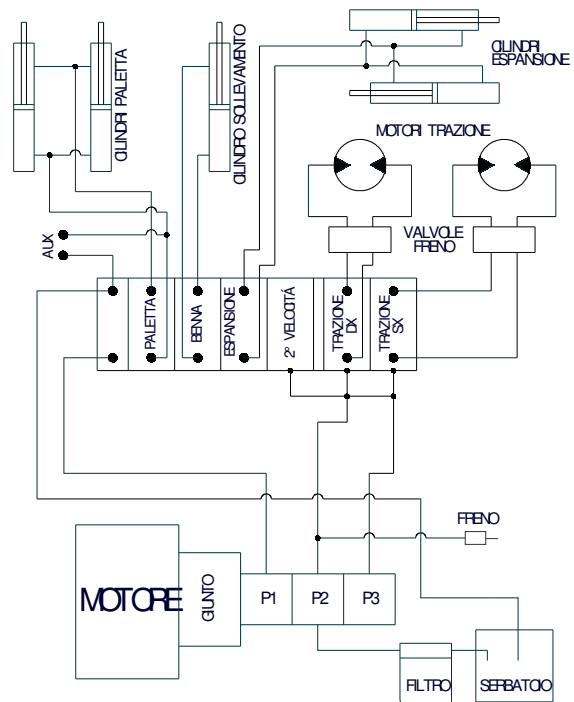 CILINDRI PALETTA
CILINDRO SOLLEVAMENTO
CILINDRI
ESPANSIONE
MOTORI TRAZIONE
VALVOLE
FRENO
AUX
PALETTA
BENNA
ESPANSIONE
2° VELOCITÁ
TRAZIONE
DX
TRAZIONE
SX
FRENO
MOTORE
GIUNTO
P1
P2
P3
FILTRO
SERBATOIO